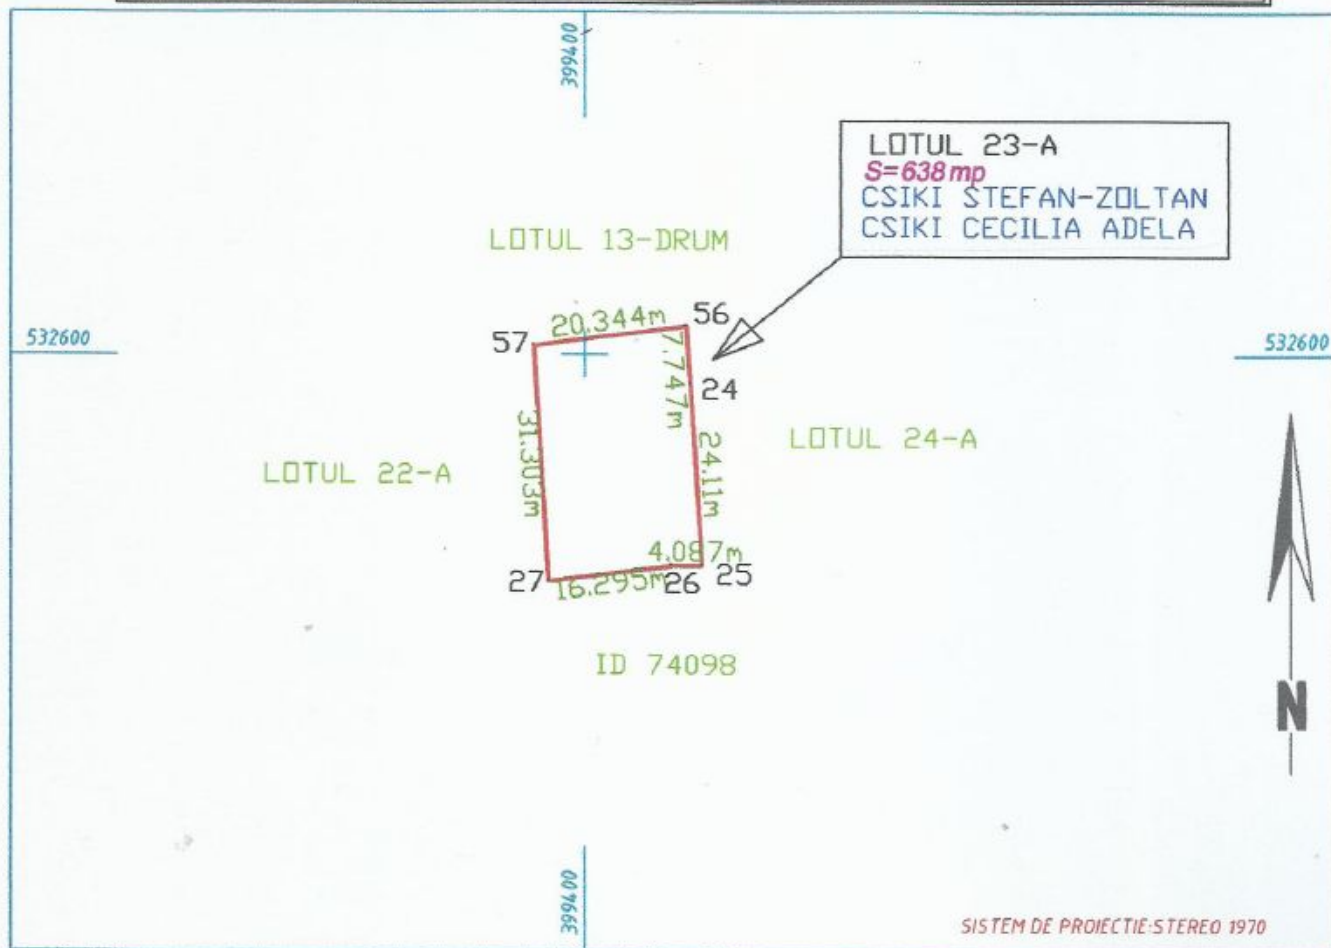 399400
LOTUL 23-A
S=638 mp
CSIKI STEFAN-ZOLTAN
CSIKI CECILIA ADELA
LOTUL 13-DRUM
532600
57
20.344m
56
532600
7.747m
24
31.303m
24.11m
LOTUL 24-A
LOTUL 22-A
4.087m
27
16.295m
26
25
ID 74098
N
399400
SISTEM DE PROIECTIE:STEREO 1970